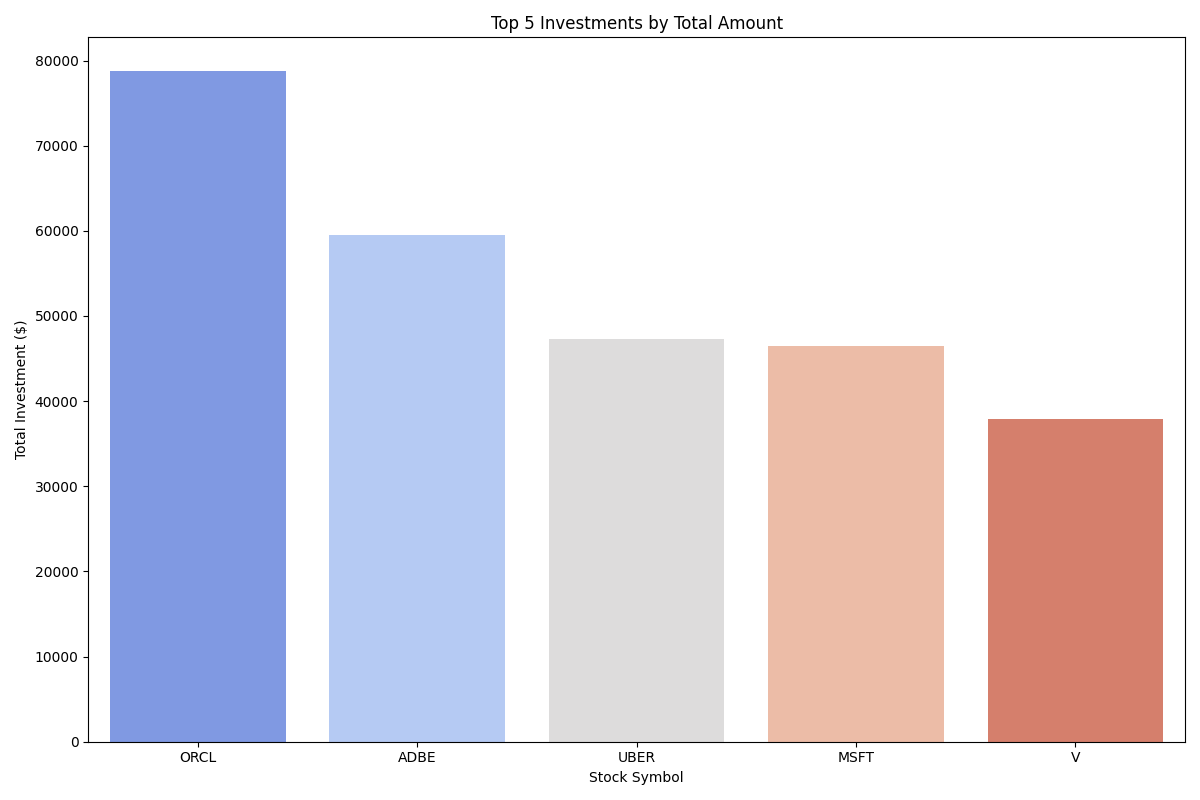 Top 5 Investments by Total Amount
Total Investment ($)
80000
70000
60000
50000
40000
30000
20000
10000
0
ORCL ADBE UBER MSFT V
Stock Symbol